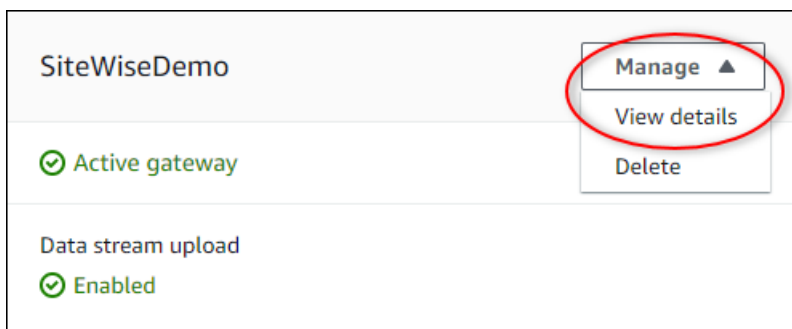 SiteWiseDemo
Manage
View details
Delete
Active gateway
Data stream upload
Enabled